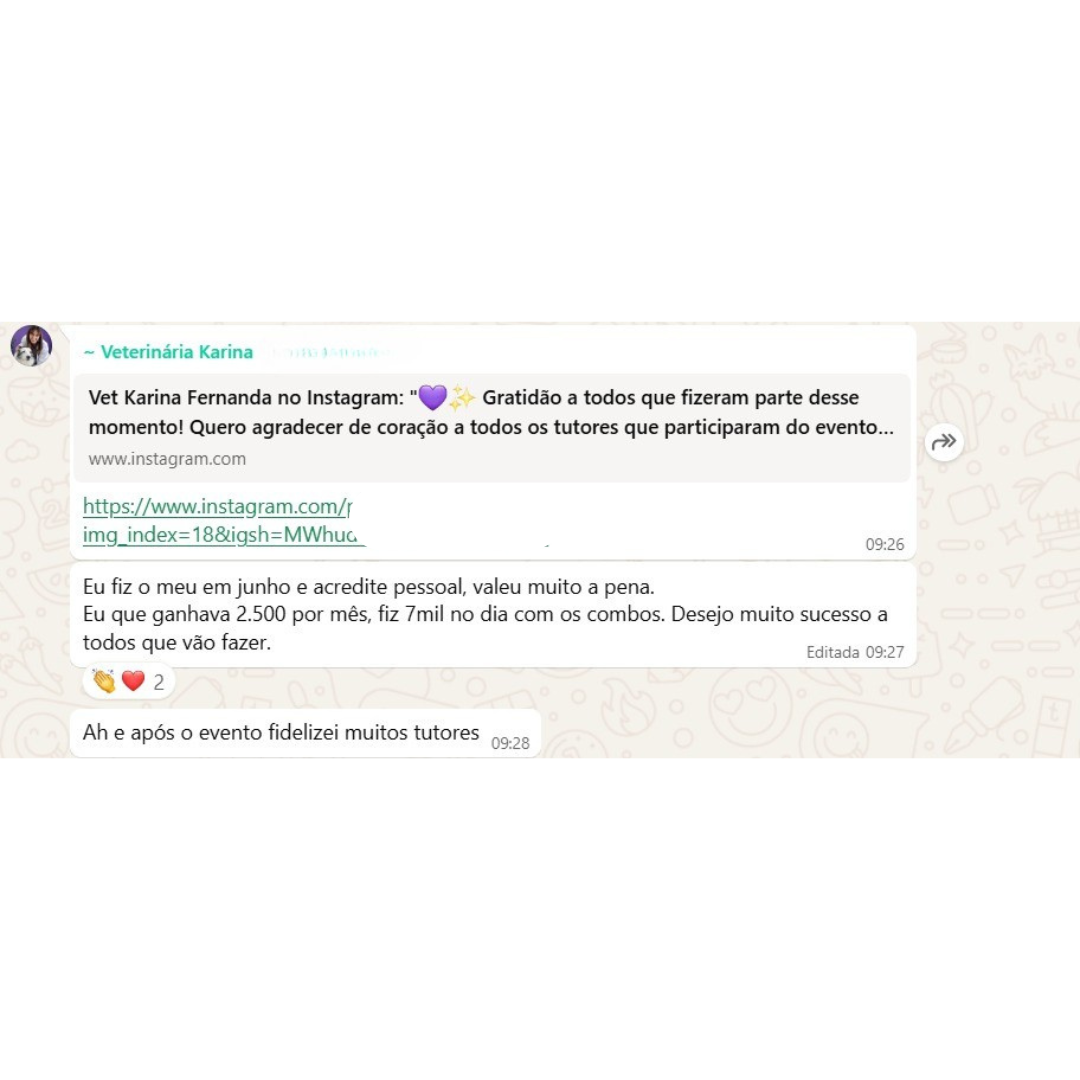 ~ Veterinária Karina
Vet Karina Fernanda no Instagram: "💜✨ Gratidão a todos que fizeram parte desse
momento! Quero agradecer de coração a todos os tutores que participaram do evento...
www.instagram.com
https://www.instagram.com/
img_index=18&igsh=MWhuc
09:26
Eu fiz o meu em junho e acredite pessoal, valeu muito a pena.
Eu que ganhava 2.500 por mês, fiz 7mil no dia com os combos. Desejo muito sucesso a
todos que vão fazer.
Editada 09:27
👏❤️ 2
Ah e após o evento fidelizei muitos tutores
09:28